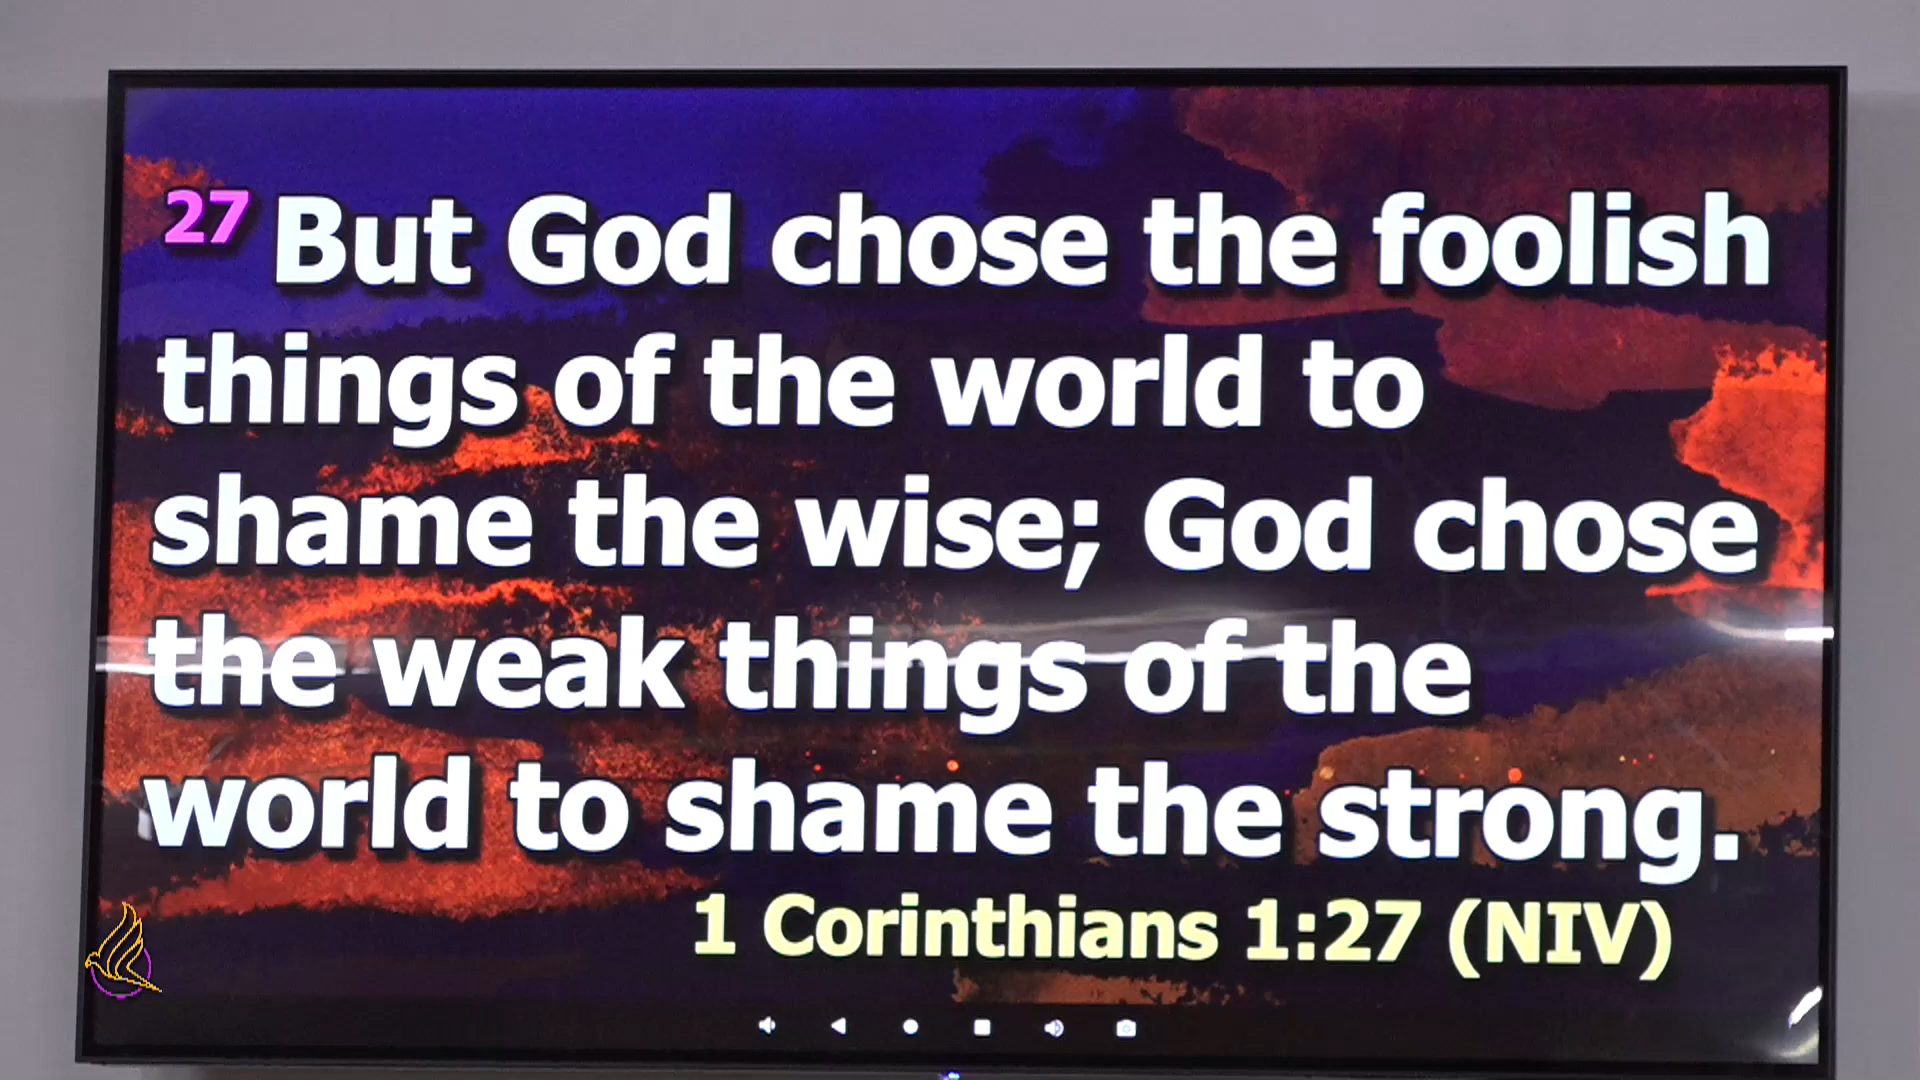 27 But God chose the foolish
things of the world to
shame the wise; God chose
the weak things of the
world to shame the strong.
1 Corinthians 1:27 (NIV)